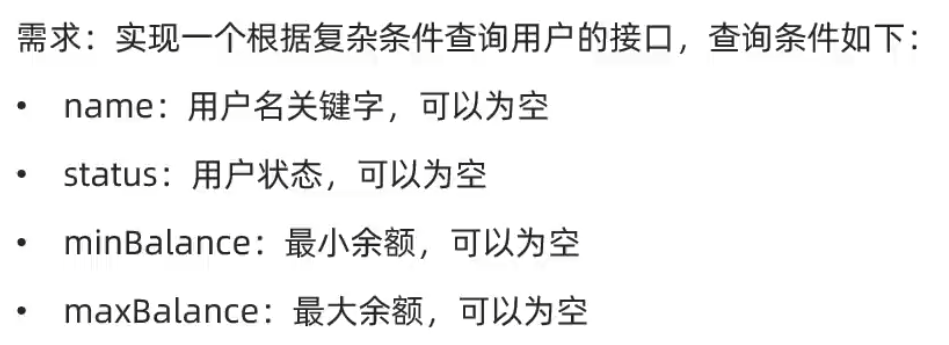 需求：实现一个根据复杂条件查询用户的接口，查询条件如下：
• name：用户名关键字，可以为空
• status：用户状态，可以为空
• minBalance：最小余额，可以为空
• maxBalance：最大余额，可以为空